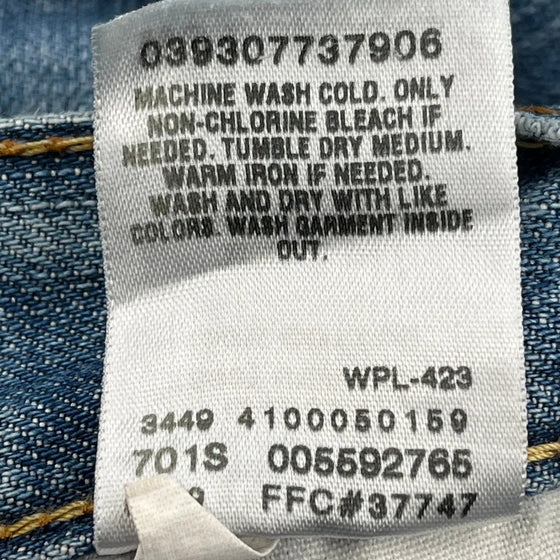 039307737906
MACHINE WASH COLD. ONLY
NON-CHLORINE BLEACH IF
NEEDED. TUMBLE DRY MEDIUM.
WARM IRON IF NEEDED.
WASH AND DRY WITH LIKE
COLORS. WASH GARMENT INSIDE
OUT.
WPL-423
3449 4100050159
701S 005592765
FFC#37747